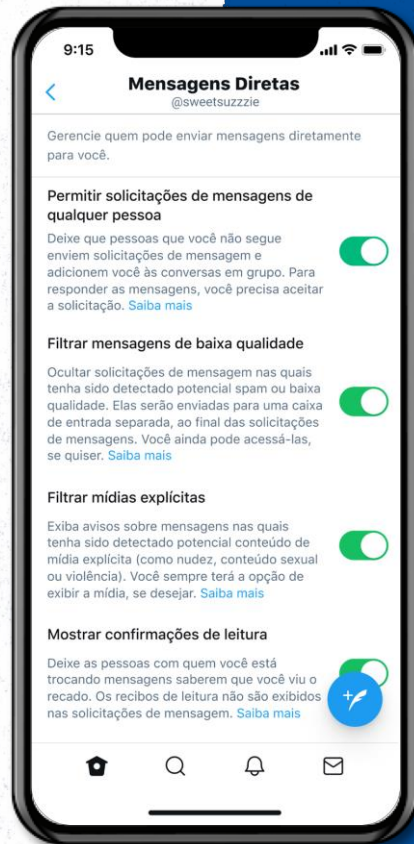 9:15
Mensagens Diretas
@sweetsuzzzie
Gerencie quem pode enviar mensagens diretamente
para você.
Permitir solicitações de mensagens de
qualquer pessoa
Deixe que pessoas que você não segue
enviem solicitações de mensagem e
adicionem você às conversas em grupo. Para
responder as mensagens, você precisa aceitar
a solicitação. Saiba mais
Filtrar mensagens de baixa qualidade
Ocultar solicitações de mensagem nas quais
tenha sido detectado potencial spam ou baixa
qualidade. Elas serão enviadas para uma caixa
de entrada separada, ao final das solicitações
de mensagens. Você ainda pode acessá-las,
se quiser. Saiba mais
Filtrar mídias explícitas
Exiba avisos sobre mensagens nas quais
tenha sido detectado potencial conteúdo de
mídia explícita (como nudez, conteúdo sexual
ou violência). Você sempre terá a opção de
exibir a mídia, se desejar. Saiba mais
Mostrar confirmações de leitura
Deixe as pessoas com quem você está
trocando mensagens saberem que você viu o
recado. Os recibos de leitura não são exibidos
nas solicitações de mensagem. Saiba mais